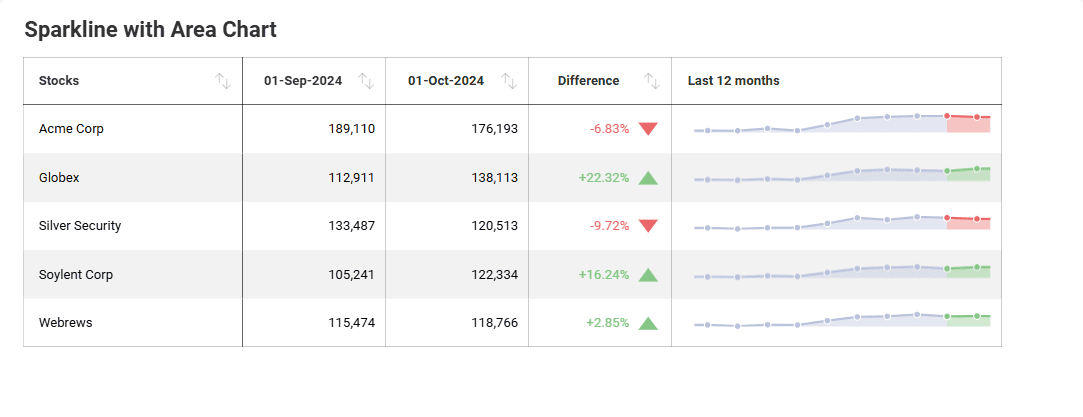 Sparkline with Area Chart
Stocks 01-Sep-2024 01-Oct-2024 Difference Last 12 months
Acme Corp 189,110 176,193 -6.83%
Globex 112,911 138,113 +22.32%
Silver Security 133,487 120,513 -9.72%
Soylent Corp 105,241 122,334 +16.24%
Webrews 115,474 118,766 +2.85%